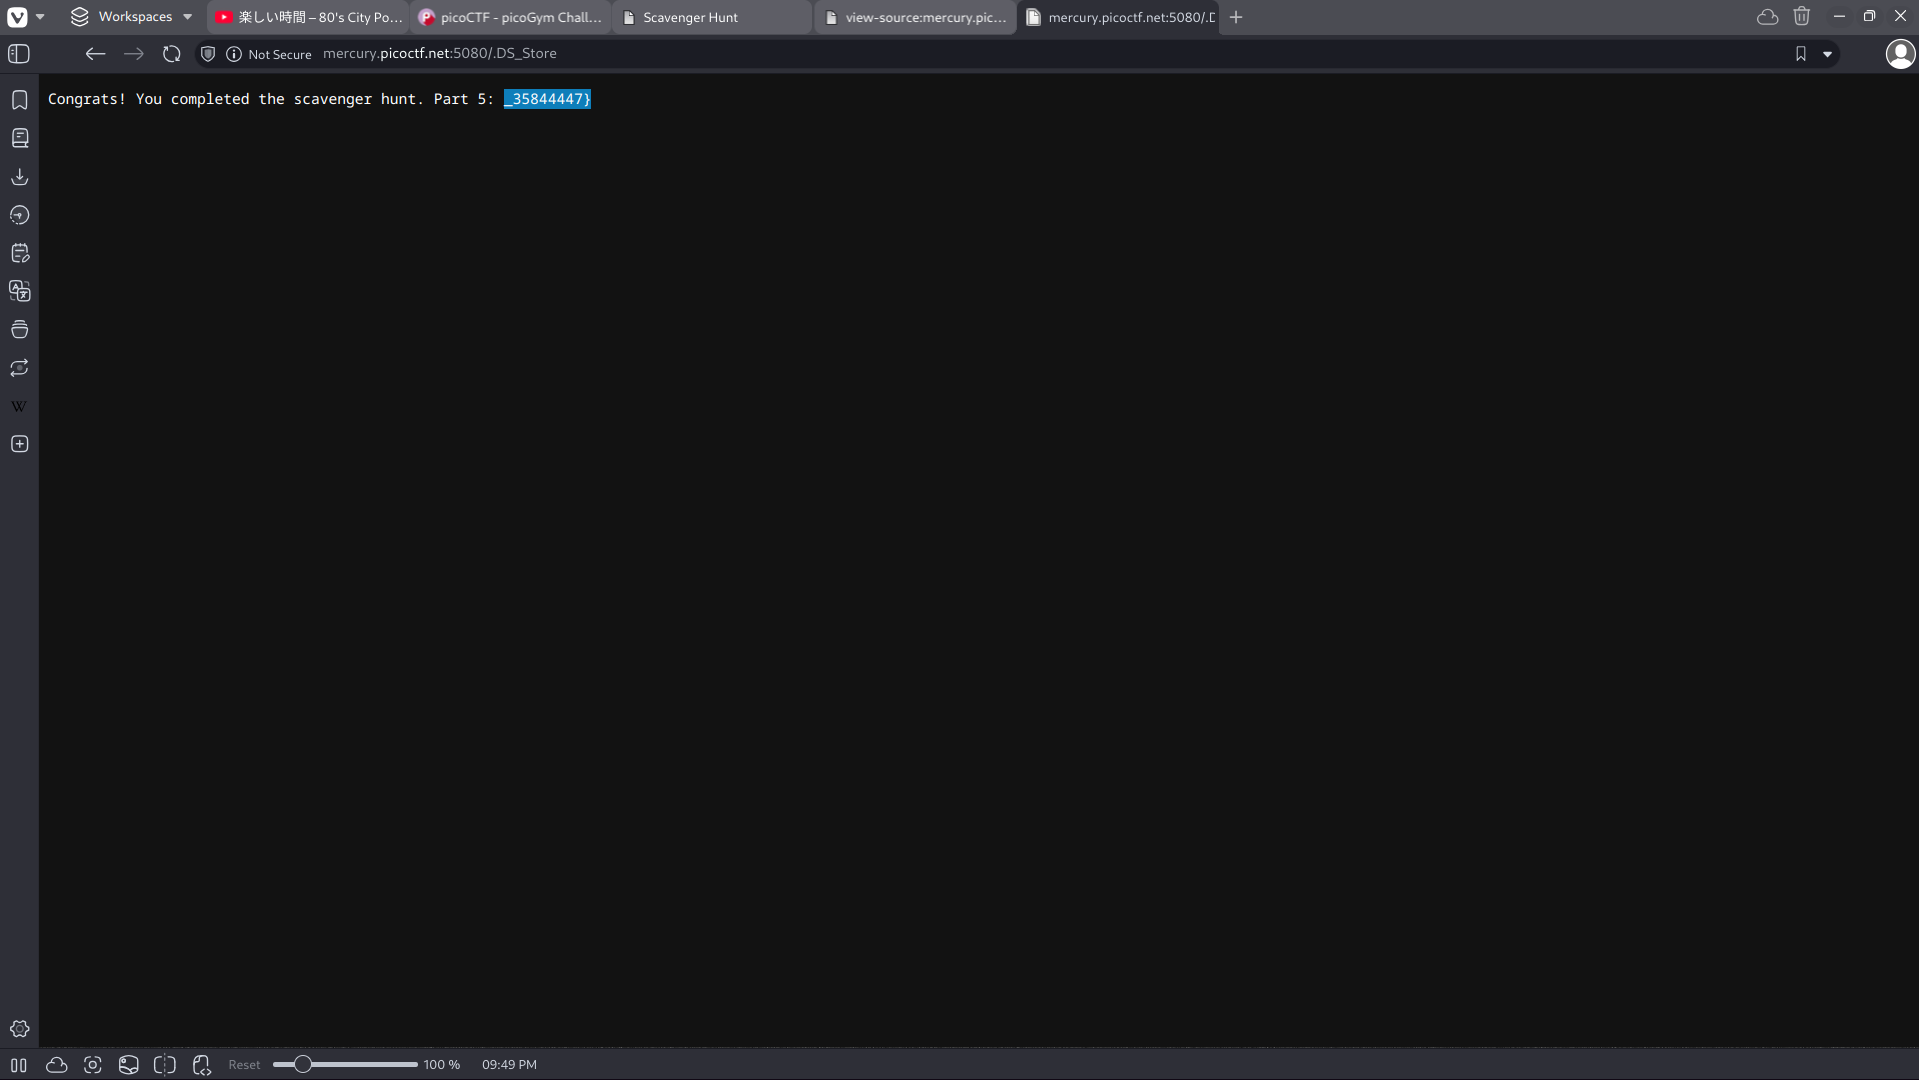 Workspaces
楽しい時間 – 80's City Po...
picoCTF - picoGym Chall...
Scavenger Hunt
view-source:mercury.pic...
mercury.picoctf.net:5080/.D
Not Secure
mercury.picoctf.net:5080/.DS_Store
Congrats! You completed the scavenger hunt. Part 5: _35844447}
W
Reset
100 %
09:49 PM